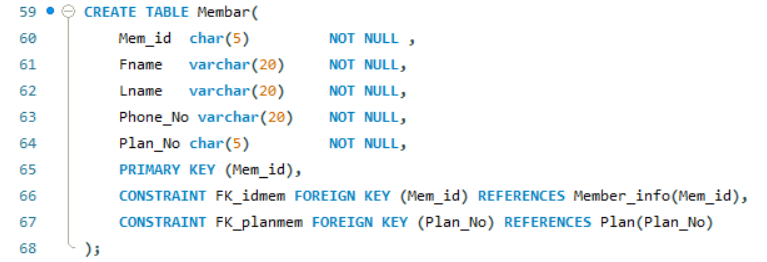 59 CREATE TABLE Membar(
60 Mem_id char(5) NOT NULL ,
61 Fname varchar(20) NOT NULL,
62 Lname varchar(20) NOT NULL,
63 Phone_No varchar(20) NOT NULL,
64 Plan_No char(5) NOT NULL,
65 PRIMARY KEY (Mem_id),
66 CONSTRAINT FK_idmem FOREIGN KEY (Mem_id) REFERENCES Member_info(Mem_id),
67 CONSTRAINT FK_planmem FOREIGN KEY (Plan_No) REFERENCES Plan(Plan_No)
68 );